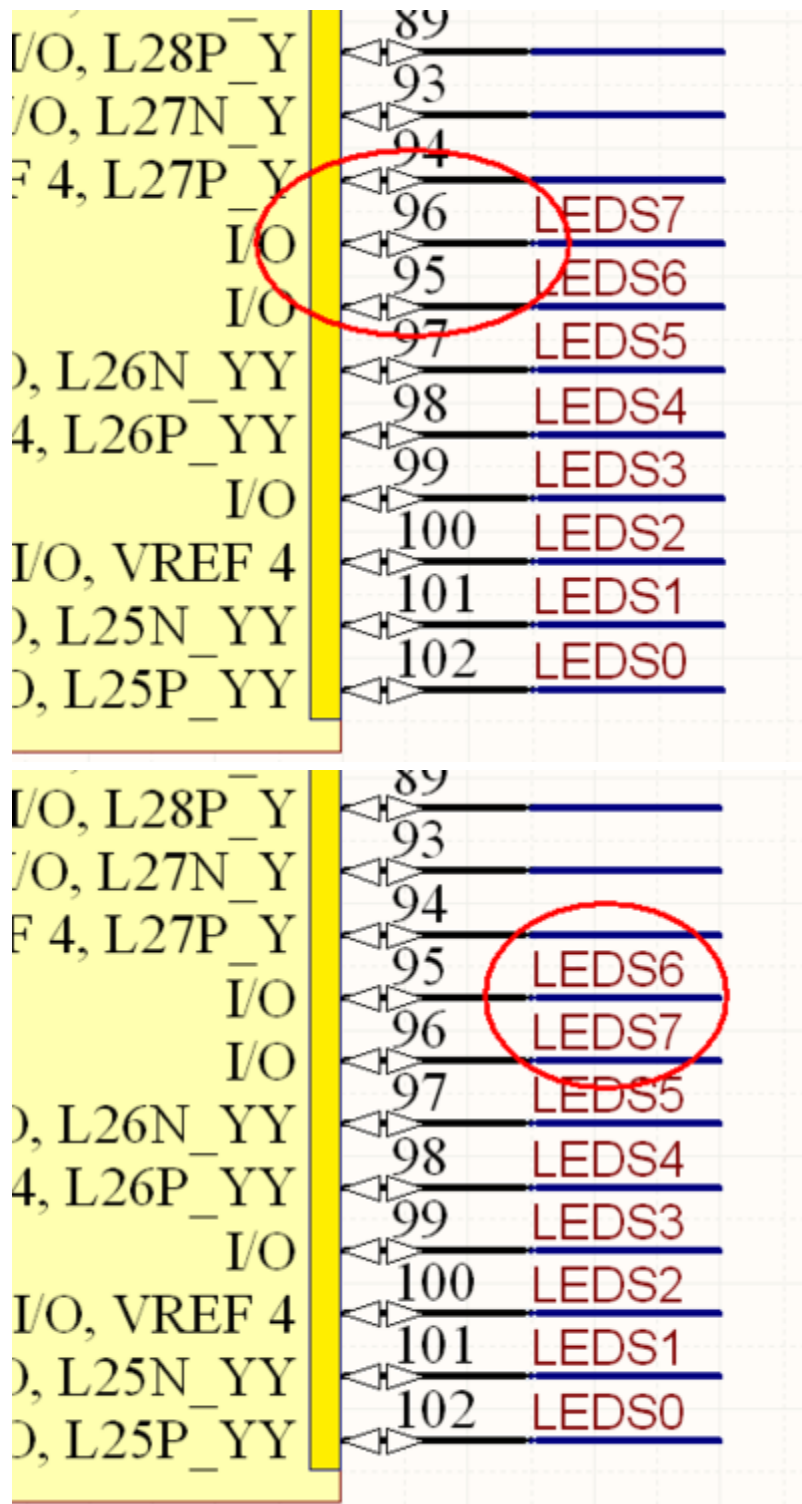 89
I/O, L28P_Y
93
/O, L27N_Y
94
F 4, L27P_Y
96 LEDS7
I/O
95 LEDS6
I/O
97 LEDS5
), L26N_YY
98 LEDS4
4, L26P_YY
99 LEDS3
I/O
100 LEDS2
I/O, VREF 4
101 LEDS1
), L25N_YY
102 LEDS0
O, L25P_YY
89
I/O, L28P_Y
93
/O, L27N_Y
94
F 4, L27P_Y
95 LEDS6
I/O
96 LEDS7
I/O
97 LEDS5
), L26N_YY
98 LEDS4
4, L26P_YY
99 LEDS3
I/O
100 LEDS2
I/O, VREF 4
101 LEDS1
), L25N_YY
102 LEDS0
O, L25P_YY